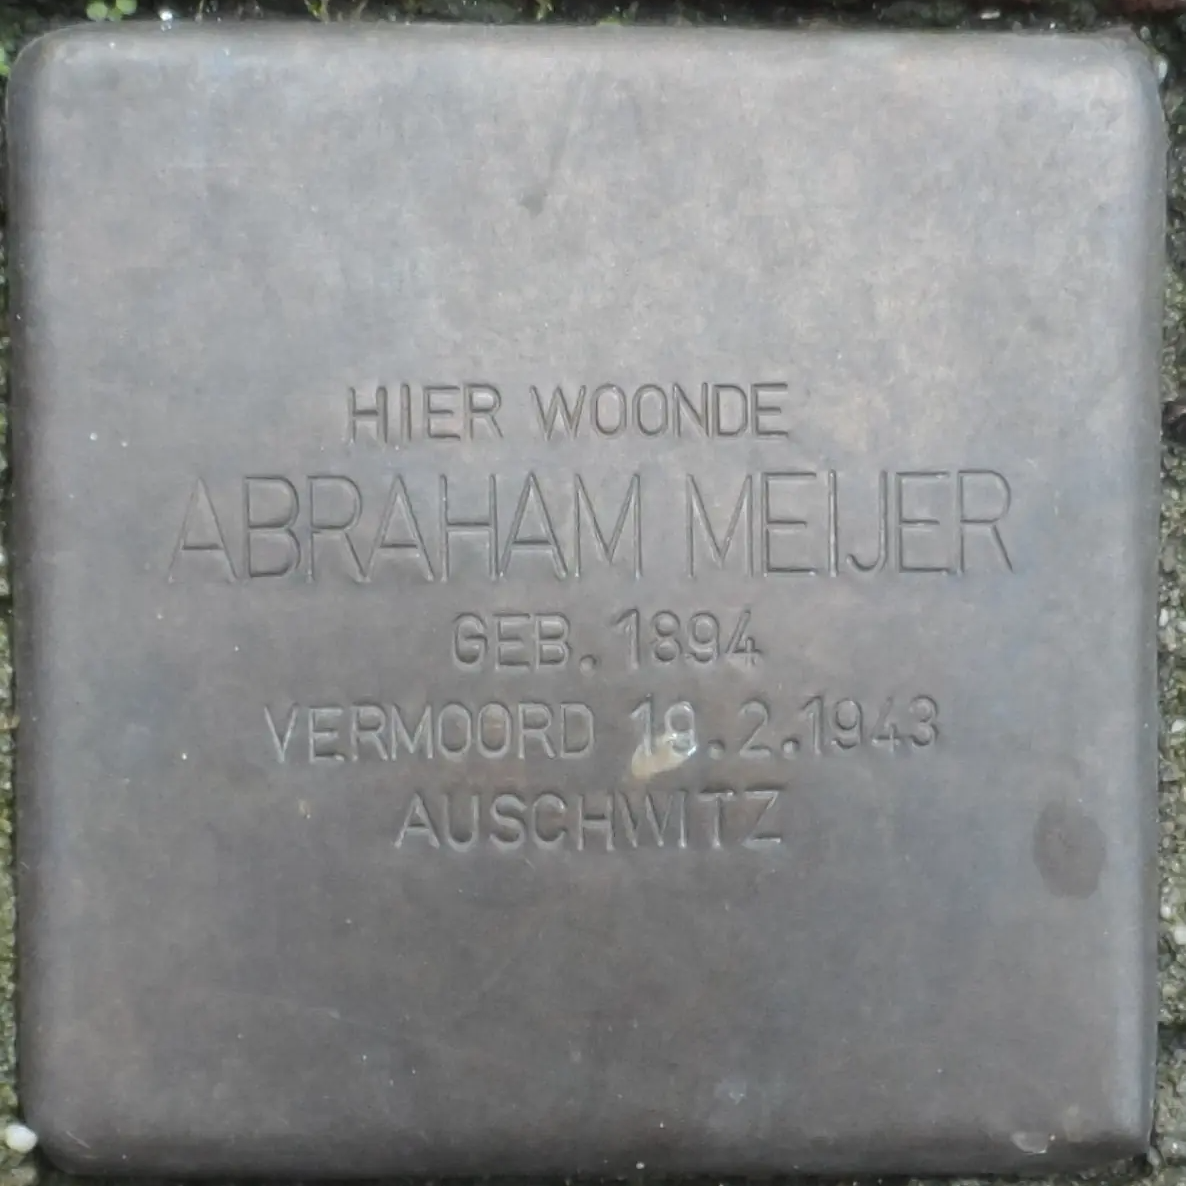 HIER WOONDE
ABRAHAM MEIJER
GEB. 1894
VERMOORD 19.2.1943
AUSCHWITZ